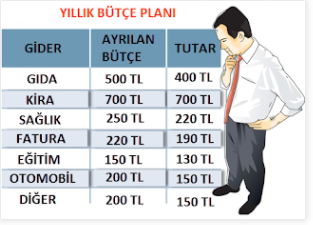 YILLIK BÜTÇE PLANI
GİDER AYRILAN BÜTÇE TUTAR
GIDA 500 TL 400 TL
KİRA 700 TL 700 TL
SAĞLIK 250 TL 220 TL
FATURA 220 TL 190 TL
EĞİTİM 150 TL 130 TL
OTOMOBİL 200 TL 150 TL
DİĞER 200 TL 150 TL